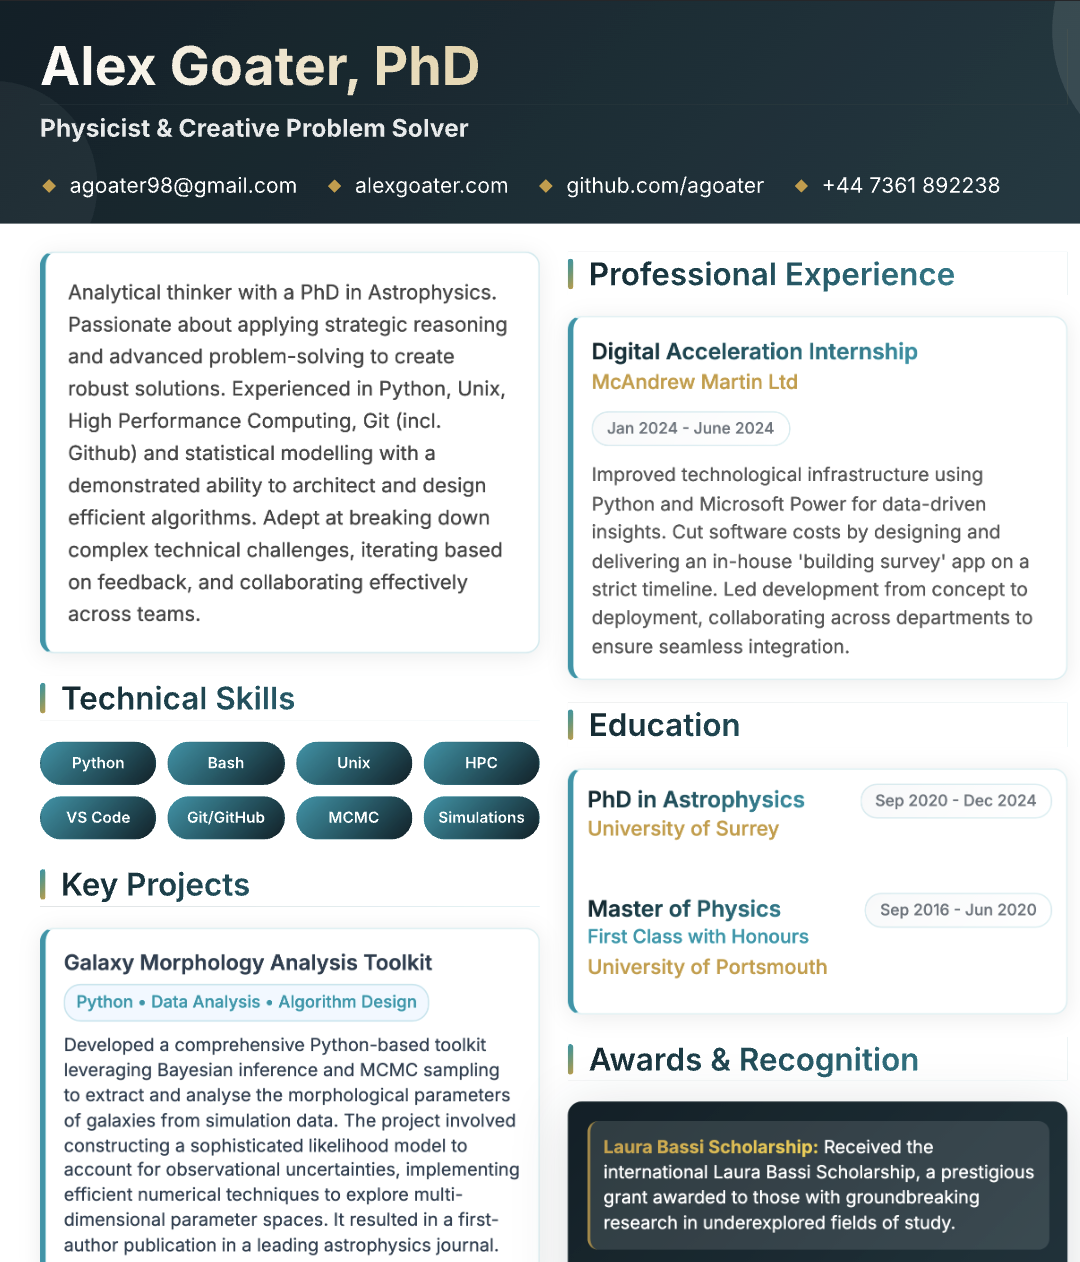 Alex Goater, PhD
Physicist & Creative Problem Solver
◆ agoater98@gmail.com ◆ alexgoater.com ◆ github.com/agoater ◆ +44 7361 892238
Analytical thinker with a PhD in Astrophysics.
Passionate about applying strategic reasoning
and advanced problem-solving to create
robust solutions. Experienced in Python, Unix,
High Performance Computing, Git (incl.
Github) and statistical modelling with a
demonstrated ability to architect and design
efficient algorithms. Adept at breaking down
complex technical challenges, iterating based
on feedback, and collaborating effectively
across teams.
Technical Skills
Python Bash Unix HPC
VS Code Git/GitHub MCMC Simulations
Key Projects
Galaxy Morphology Analysis Toolkit
Python • Data Analysis • Algorithm Design
Developed a comprehensive Python-based toolkit
leveraging Bayesian inference and MCMC sampling
to extract and analyse the morphological parameters
of galaxies from simulation data. The project involved
constructing a sophisticated likelihood model to
account for observational uncertainties, implementing
efficient numerical techniques to explore multi-
dimensional parameter spaces. It resulted in a first-
author publication in a leading astrophysics journal.
Professional Experience
Digital Acceleration Internship
McAndrew Martin Ltd
Jan 2024 - June 2024
Improved technological infrastructure using
Python and Microsoft Power for data-driven
insights. Cut software costs by designing and
delivering an in-house 'building survey' app on a
strict timeline. Led development from concept to
deployment, collaborating across departments to
ensure seamless integration.
Education
PhD in Astrophysics Sep 2020 - Dec 2024
University of Surrey
Master of Physics Sep 2016 - Jun 2020
First Class with Honours
University of Portsmouth
Awards & Recognition
Laura Bassi Scholarship: Received the
international Laura Bassi Scholarship, a prestigious
grant awarded to those with groundbreaking
research in underexplored fields of study.